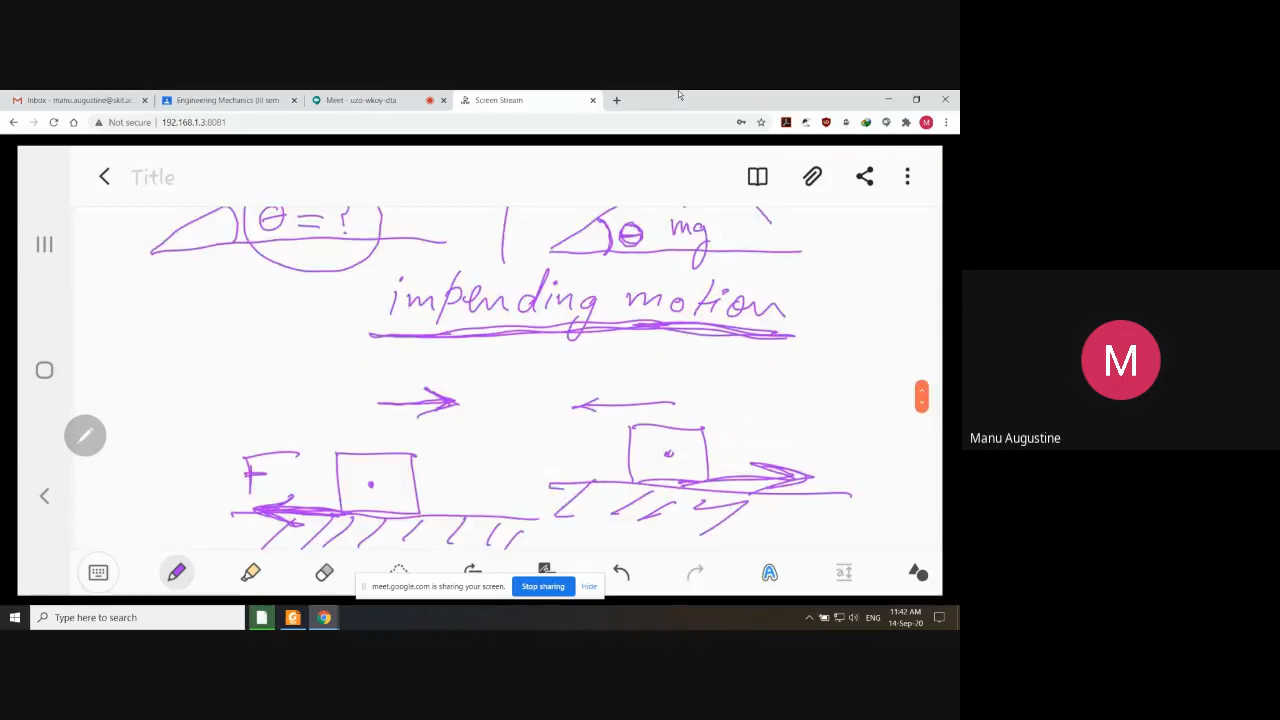 Inbox - manu.augustine@skit.ac.
Engineering Mechanics (III sem
Meet - uzo-wkoy-dta
Screen Stream
Not secure | 192.168.1.3:8081
Title
θ = ?
θ mg
impending motion
F
M
Manu Augustine
meet.google.com is sharing your screen.
Stop sharing
Hide
Type here to search
ENG
11:42 AM
14-Sep-20